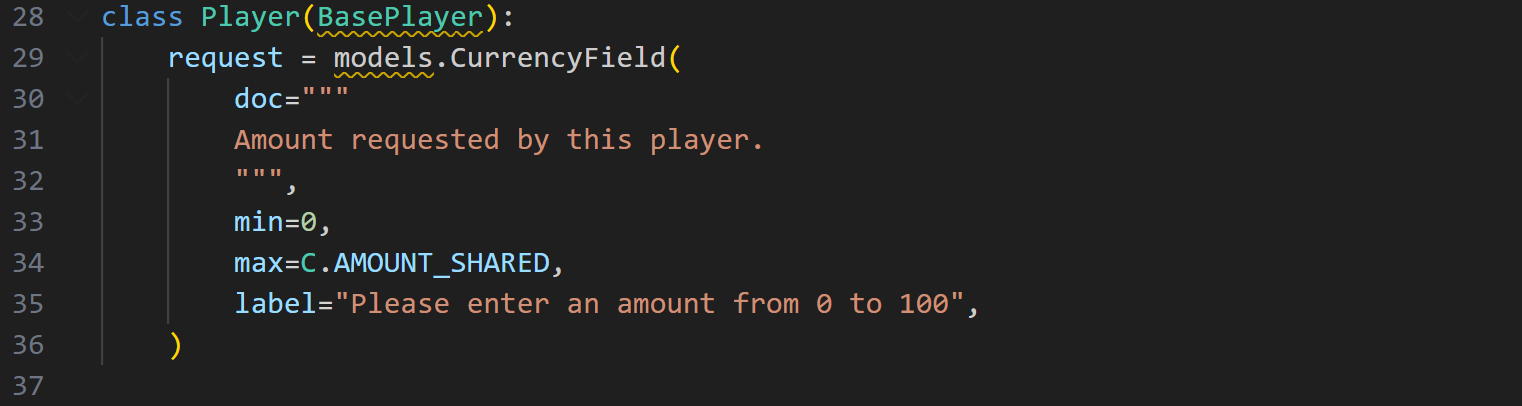 28 class Player(BasePlayer):
29     request = models.CurrencyField(
30         doc="""
31         Amount requested by this player.
32         """,
33         min=0,
34         max=C.AMOUNT_SHARED,
35         label="Please enter an amount from 0 to 100",
36     )
37